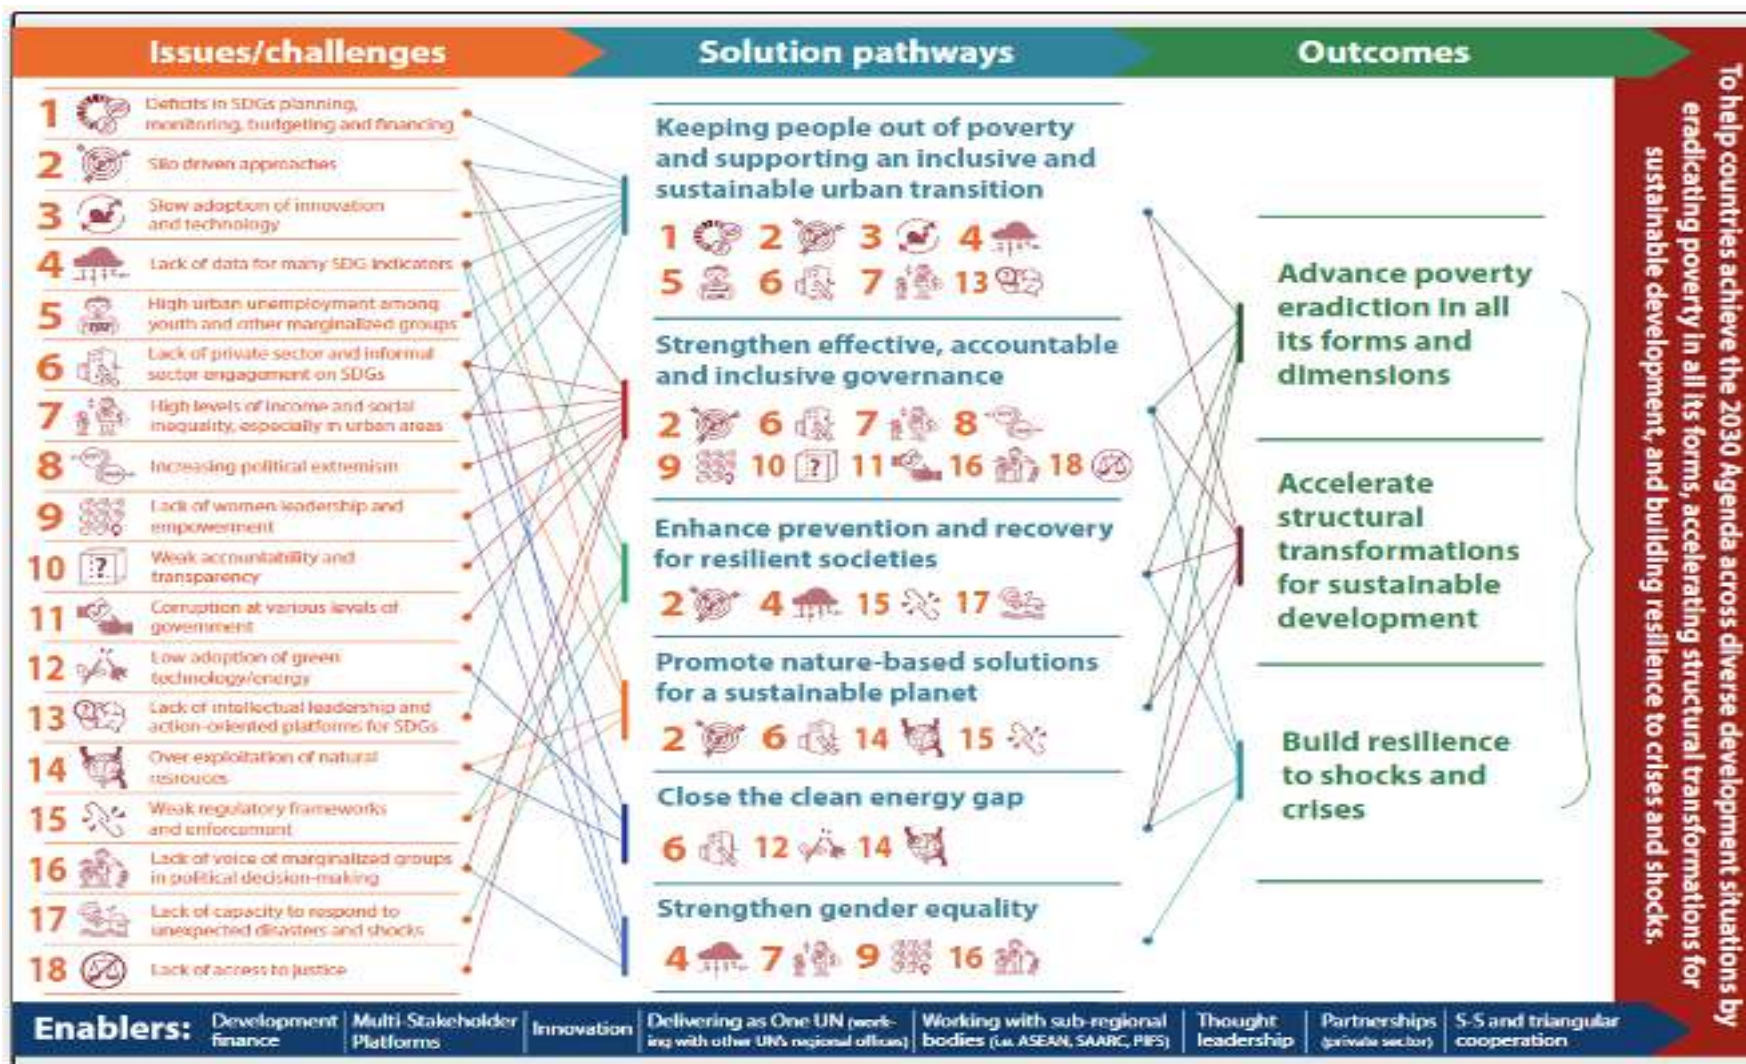 Issues/challenges
Solution pathways
Outcomes
1
Deficits in SDGs planning,
monitoring, budgeting and financing
2
Silo driven approaches
3
Slow adoption of innovation
and technology
4
Lack of data for many SDG indicators
5
High urban unemployment among
youth and other marginalized groups
6
Lack of private sector and informal
sector engagement on SDGs
7
High levels of income and social
inequality, especially in urban areas
8
Increasing political extremism
9
Lack of women leadership and
empowerment
10
Weak accountability and
transparency
11
Corruption at various levels of
government
12
Low adoption of green
technology/energy
13
Lack of intellectual leadership and
action-oriented platforms for SDGs
14
Over exploitation of natural
15
Weak regulatory frameworks
and enforcement
16
Lack of voice of marginalized groups
in political decision-making
17
Lack of capacity to respond to
unexpected disasters and shocks
18
Lack of access to justice
Keeping people out of poverty
and supporting an inclusive and
sustainable urban transition
1 2 3 4
5 6 7 13
Strengthen effective, accountable
and inclusive governance
2 6 7 8
9 10 ? 11 16 18
Enhance prevention and recovery
for resilient societies
2 4 15 17
Promote nature-based solutions
for a sustainable planet
2 6 14 15
Close the clean energy gap
6 12 14
Strengthen gender equality
4 7 9 16
Advance poverty
eradiction in all
its forms and
dimensions
Accelerate
structural
transformations
for sustainable
development
Build resilience
to shocks and
crises
To help countries achieve the 2030 Agenda across diverse development situations by
eradicating poverty in all its forms, accelerating structural transformations for
sustainable development, and building resilience to crises and shocks.
Enablers:
Development
finance
Multi-Stakeholder
Platforms
Innovation
Delivering as One UN (work-
ing with other UN's regional offices)
Working with sub-regional
bodies (i.e. ASEAN, SAARC, PIFS)
Thought
leadership
Partnerships
(private sector)
S-S and triangular
cooperation